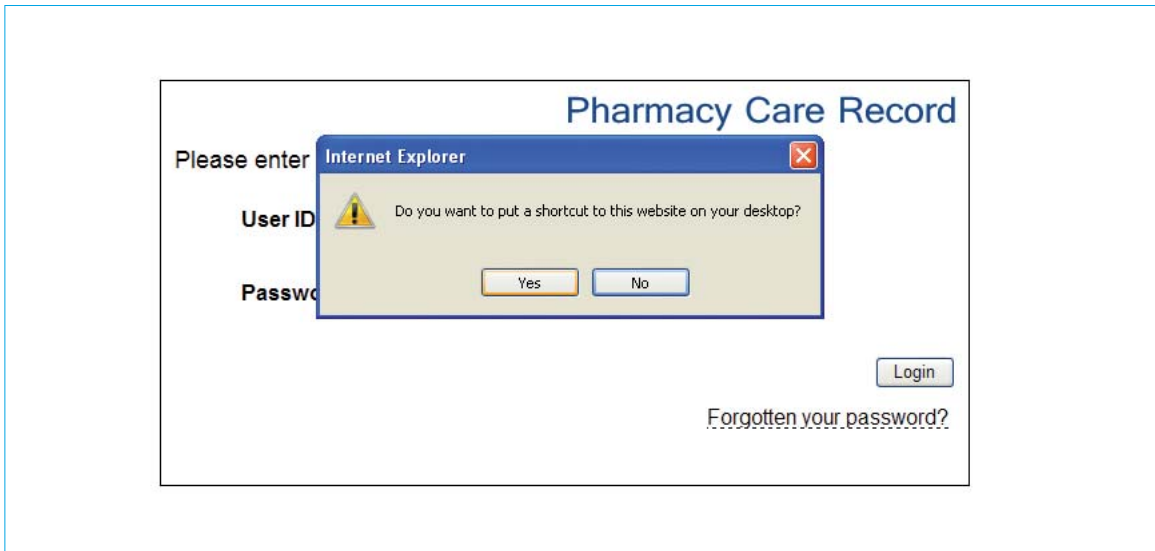 Pharmacy Care Record
Please enter
Internet Explorer
Do you want to put a shortcut to this website on your desktop?
User ID
Yes No
Login
Forgotten your password?